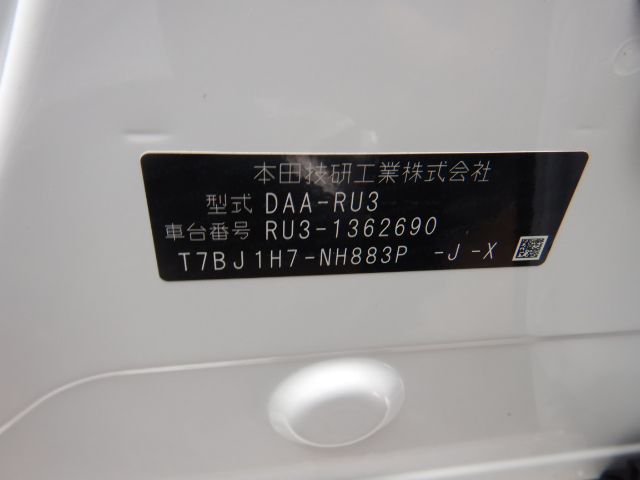 本田技研工業株式会社
型式 DAA-RU3
車台番号 RU3-1362690
T7BJ1H7-NH883P -J -X